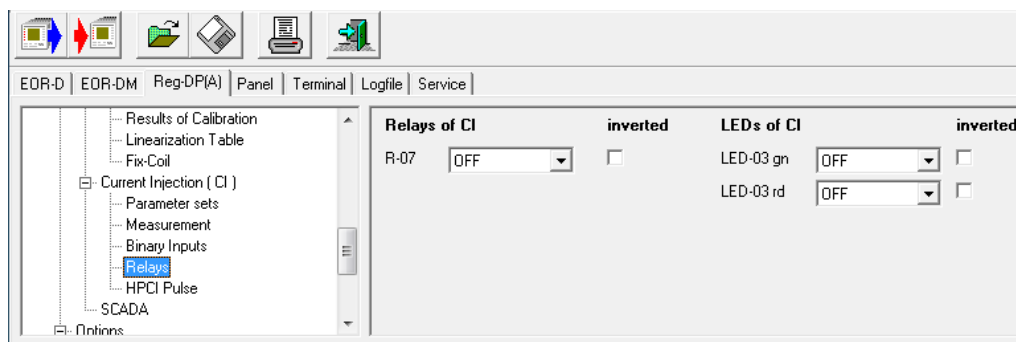 EOR-D EOR-DM Reg-DP(A) Panel Terminal Logfile Service
Results of Calibration
Linearization Table
Fix-Coil
Current Injection ( CI )
Parameter sets
Measurement
Binary Inputs
Relays
HPCI Pulse
SCADA
Options
Relays of CI inverted LEDs of CI inverted
R-07 OFF LED-03 gn OFF
LED-03 rd OFF